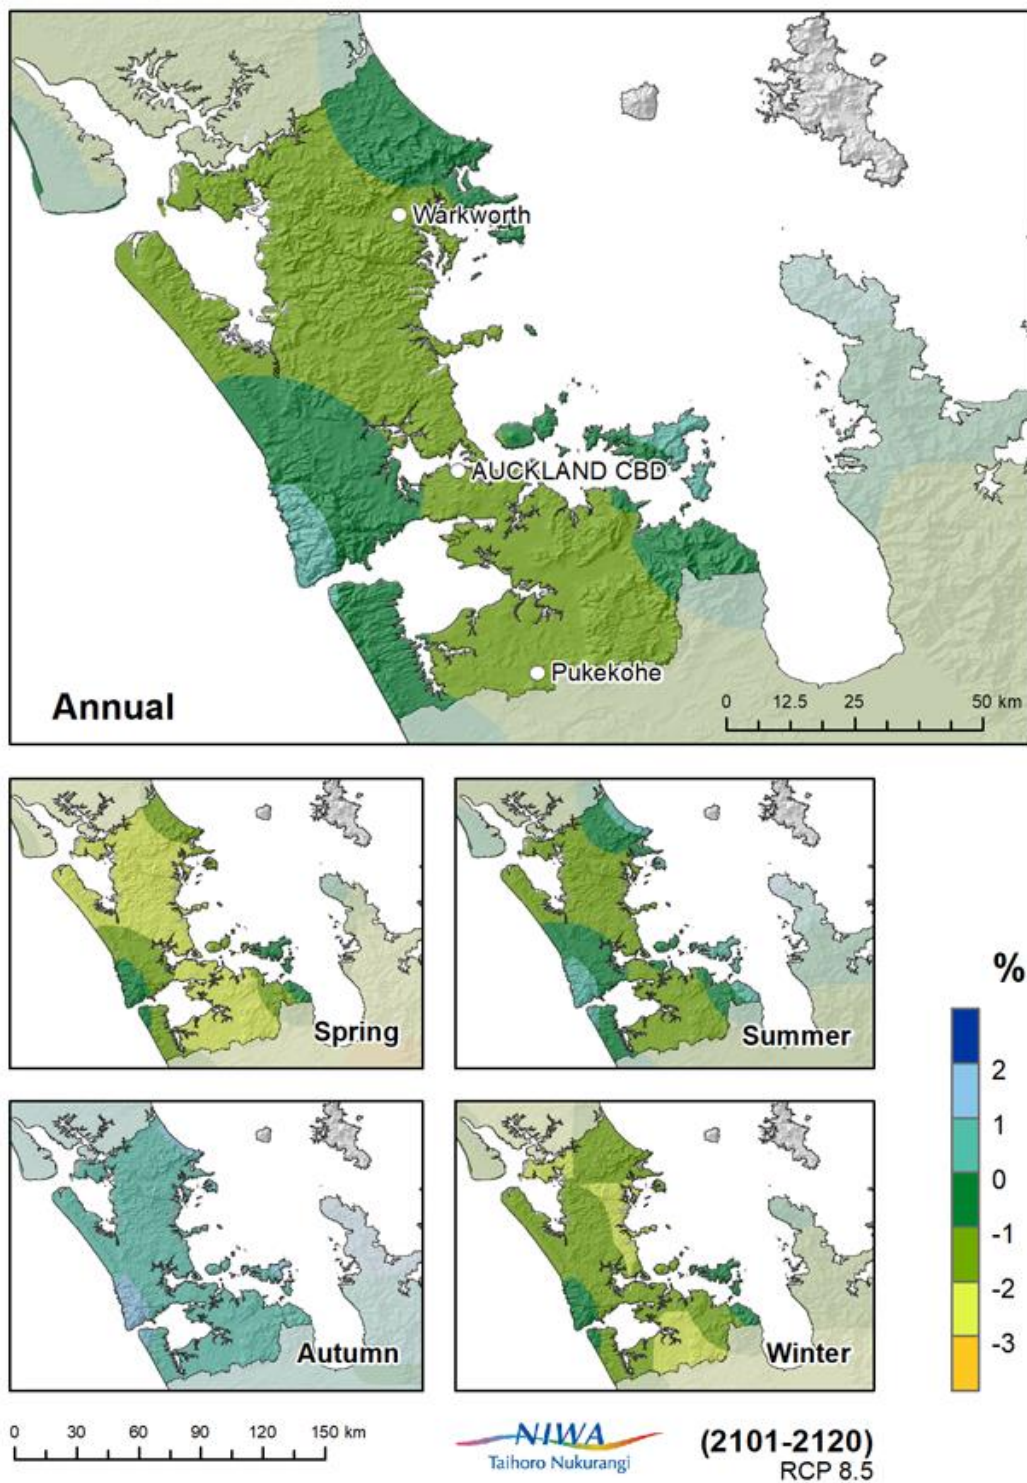 Warkworth
AUCKLAND CBD
Pukekohe
Annual
0 12.5 25 50 km
Spring
Summer
%
2
1
0
-1
-2
-3
Autumn
Winter
0 30 60 90 120 150 km
NIWA
Taihoro Nukurangi
(2101-2120)
RCP 8.5